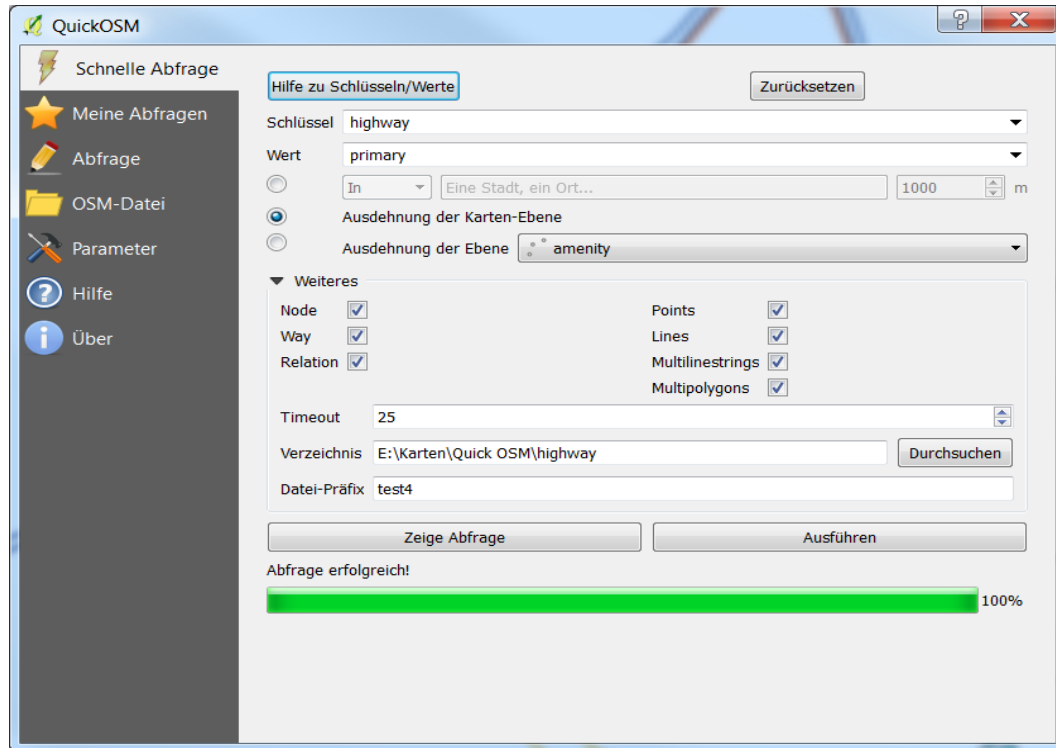 QuickOSM
Schnelle Abfrage
Meine Abfragen
Abfrage
OSM-Datei
Parameter
Hilfe
Über
Hilfe zu Schlüsseln/Werte
Zurücksetzen
Schlüssel highway
Wert primary
In Eine Stadt, ein Ort... 1000 m
Ausdehnung der Karten-Ebene
Ausdehnung der Ebene amenity
Weiteres
Node Points
Way Lines
Relation Multilinestrings
Multipolygons
Timeout 25
Verzeichnis E:\Karten\Quick OSM\highway Durchsuchen
Datei-Präfix test4
Zeige Abfrage Ausführen
Abfrage erfolgreich!
100%